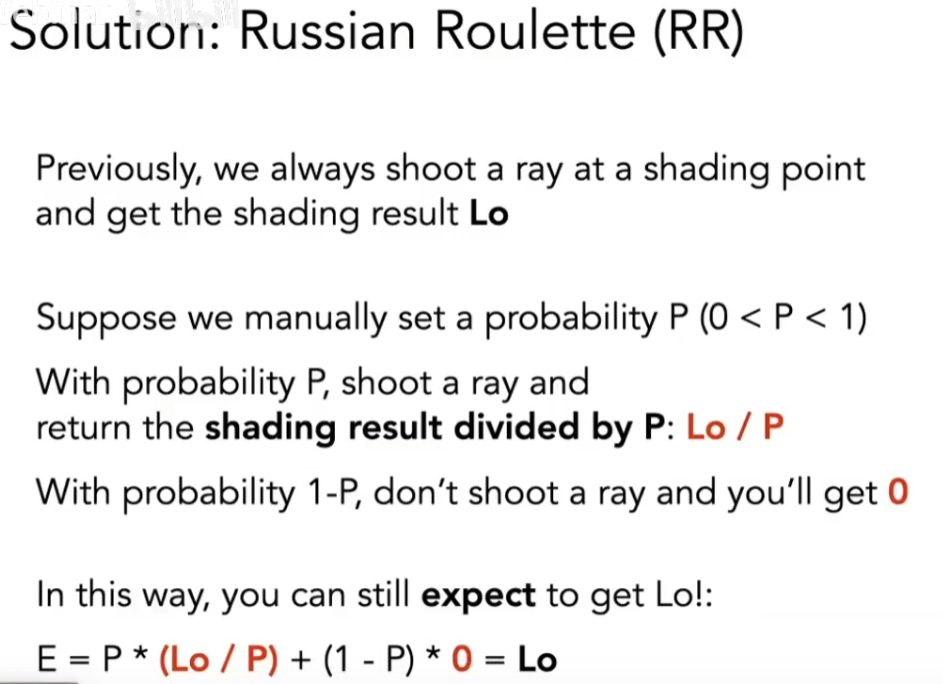 Solution: Russian Roulette (RR)
Previously, we always shoot a ray at a shading point
and get the shading result Lo
Suppose we manually set a probability P (0 < P < 1)
With probability P, shoot a ray and
return the shading result divided by P: Lo / P
With probability 1-P, don't shoot a ray and you'll get 0
In this way, you can still expect to get Lo!:
E = P * (Lo / P) + (1 - P) * 0 = Lo